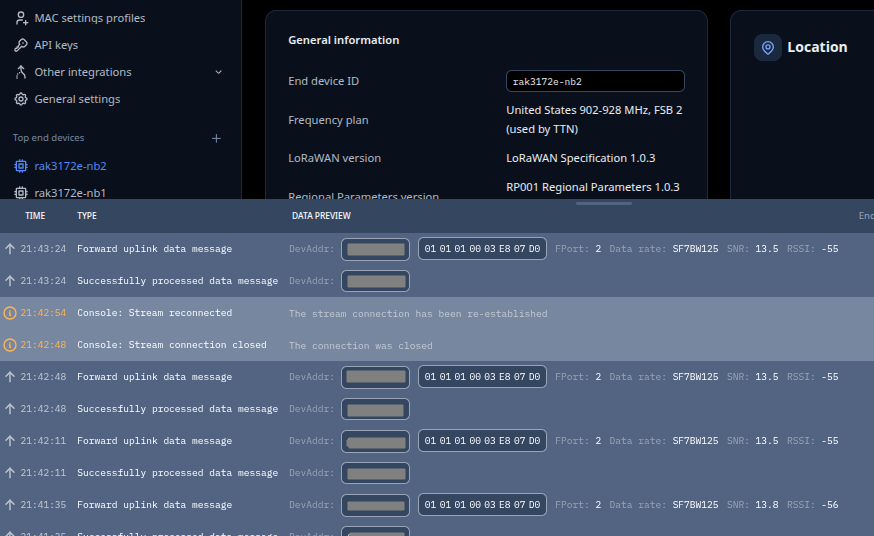 MAC settings profiles
API keys
Other integrations
General settings
Top end devices
rak3172e-nb2
rak3172e-nb1
General information
End device ID rak3172e-nb2
Frequency plan United States 902-928 MHz, FSB 2
(used by TTN)
LoRaWAN version LoRaWAN Specification 1.0.3
Regional Parameters version RP001 Regional Parameters 1.0.3
Location
TIME TYPE DATA PREVIEW
21:43:24 Forward uplink data message DevAddr: 01 01 01 00 03 E8 07 D0 FPort: 2 Data rate: SF7BW125 SNR: 13.5 RSSI: -55
21:43:24 Successfully processed data message DevAddr:
21:42:54 Console: Stream reconnected The stream connection has been re-established
21:42:48 Console: Stream connection closed The connection was closed
21:42:48 Forward uplink data message DevAddr: 01 01 01 00 03 E8 07 D0 FPort: 2 Data rate: SF7BW125 SNR: 13.5 RSSI: -55
21:42:48 Successfully processed data message DevAddr:
21:42:11 Forward uplink data message DevAddr: 01 01 01 00 03 E8 07 D0 FPort: 2 Data rate: SF7BW125 SNR: 13.5 RSSI: -55
21:42:11 Successfully processed data message DevAddr:
21:41:35 Forward uplink data message DevAddr: 01 01 01 00 03 E8 07 D0 FPort: 2 Data rate: SF7BW125 SNR: 13.8 RSSI: -56
21:41:35 Successfully processed data message DevAddr: